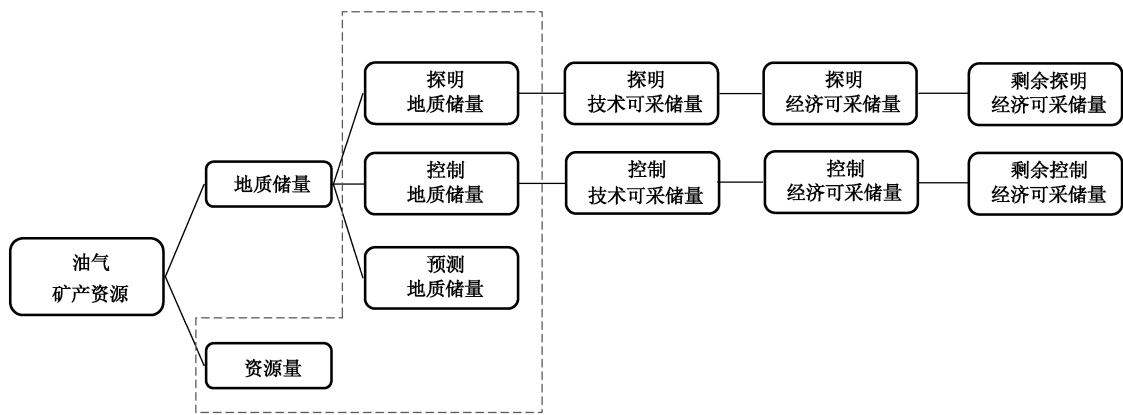 探明
地质储量
探明
技术可采储量
探明
经济可采储量
剩余探明
经济可采储量
地质储量
控制
地质储量
控制
技术可采储量
控制
经济可采储量
剩余控制
经济可采储量
油气
矿产资源
预测
地质储量
资源量